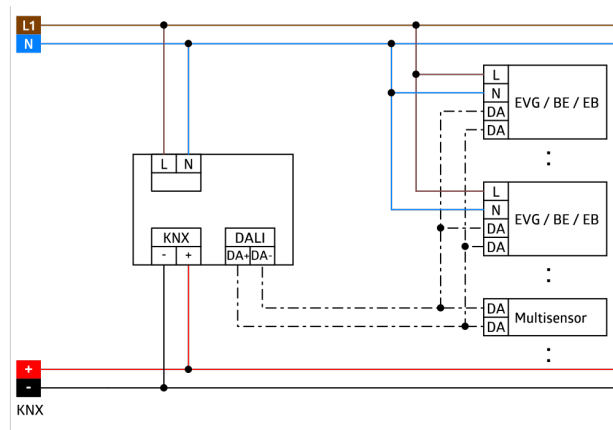 L1
N
L
N
DA
DA
EVG / BE / EB
:
L N
L
N
DA
DA
EVG / BE / EB
KNX
- +
DALI
DA+ DA-
:
DA
DA
Multisensor
:
+
-
KNX